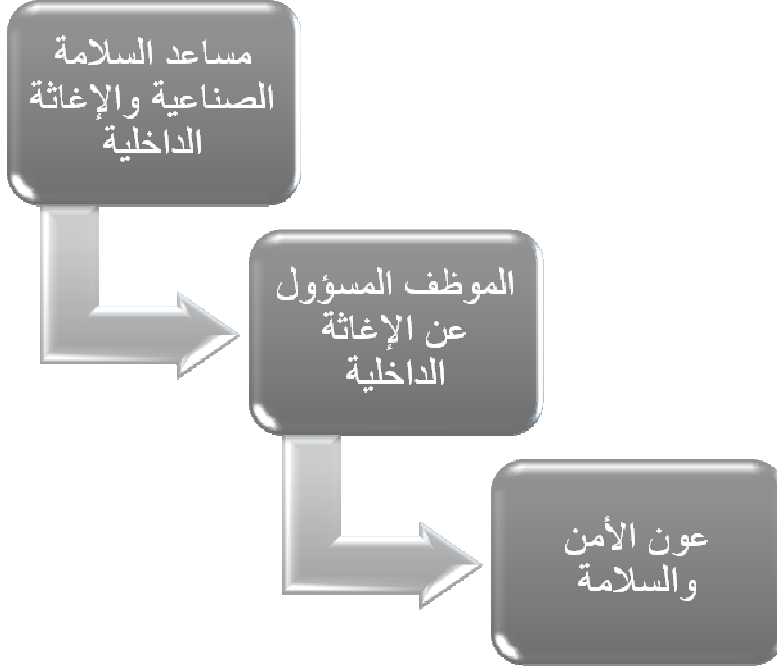 مساعد السلامة
الصناعية والإغاثة
الداخلية
الموظف المسؤول
عن الإغاثة
الداخلية
عون الأمن
والسلامة